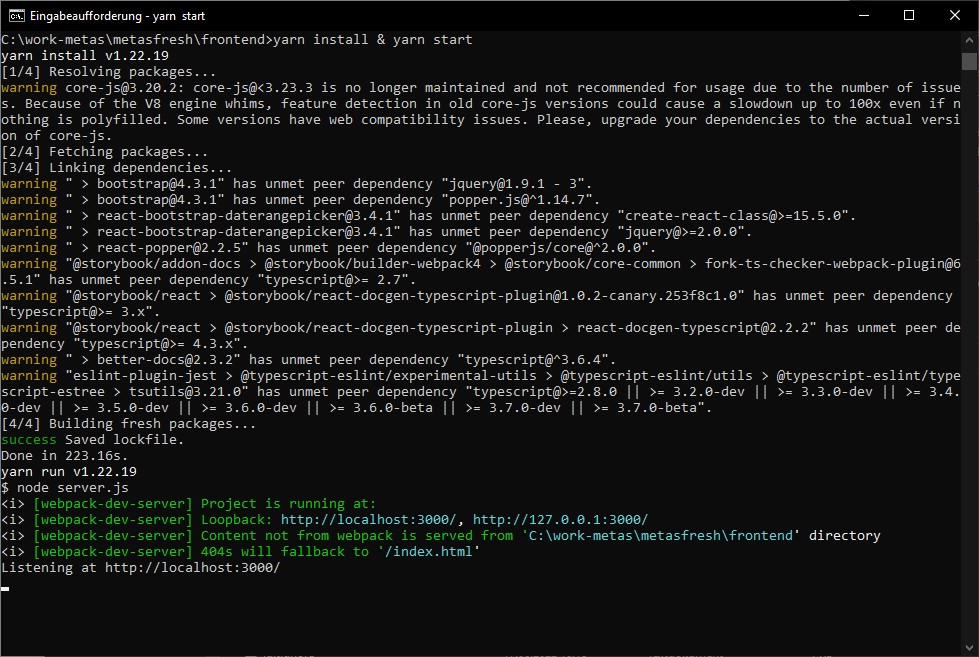 Eingabeaufforderung - yarn start
C:\work-metas\metasfresh\frontend>yarn install & yarn start
yarn install v1.22.19
[1/4] Resolving packages...
warning core-js@3.20.2: core-js@<3.23.3 is no longer maintained and not recommended for usage due to the number of issue
s. Because of the V8 engine whims, feature detection in old core-js versions could cause a slowdown up to 100x even if n
othing is polyfilled. Some versions have web compatibility issues. Please, upgrade your dependencies to the actual versi
on of core-js.
[2/4] Fetching packages...
[3/4] Linking dependencies...
warning " > bootstrap@4.3.1" has unmet peer dependency "jquery@1.9.1 - 3".
warning " > bootstrap@4.3.1" has unmet peer dependency "popper.js@^1.14.7".
warning " > react-bootstrap-daterangepicker@3.4.1" has unmet peer dependency "create-react-class@>=15.5.0".
warning " > react-bootstrap-daterangepicker@3.4.1" has unmet peer dependency "jquery@>=2.0.0".
warning " > react-popper@2.2.5" has unmet peer dependency "@popperjs/core@^2.0.0".
warning "@storybook/addon-docs > @storybook/builder-webpack4 > @storybook/core-common > fork-ts-checker-webpack-plugin@6
.5.1" has unmet peer dependency "typescript@>= 2.7".
warning "@storybook/react > @storybook/react-docgen-typescript-plugin@1.0.2-canary.253f8c1.0" has unmet peer dependency
"typescript@>= 3.x".
warning "@storybook/react > @storybook/react-docgen-typescript-plugin > react-docgen-typescript@2.2.2" has unmet peer de
pendency "typescript@>= 4.3.x".
warning " > better-docs@2.3.2" has unmet peer dependency "typescript@^3.6.4".
warning "eslint-plugin-jest > @typescript-eslint/experimental-utils > @typescript-eslint/utils > @typescript-eslint/type
script-estree > tsutils@3.21.0" has unmet peer dependency "typescript@>=2.8.0 || >= 3.2.0-dev || >= 3.3.0-dev || >= 3.4.
0-dev || >= 3.5.0-dev || >= 3.6.0-dev || >= 3.6.0-beta || >= 3.7.0-dev || >= 3.7.0-beta".
[4/4] Building fresh packages...
success Saved lockfile.
Done in 223.16s.
yarn run v1.22.19
$ node server.js
<i> [webpack-dev-server] Project is running at:
<i> [webpack-dev-server] Loopback: http://localhost:3000/, http://127.0.0.1:3000/
<i> [webpack-dev-server] Content not from webpack is served from 'C:\work-metas\metasfresh\frontend' directory
<i> [webpack-dev-server] 404s will fallback to '/index.html'
Listening at http://localhost:3000/